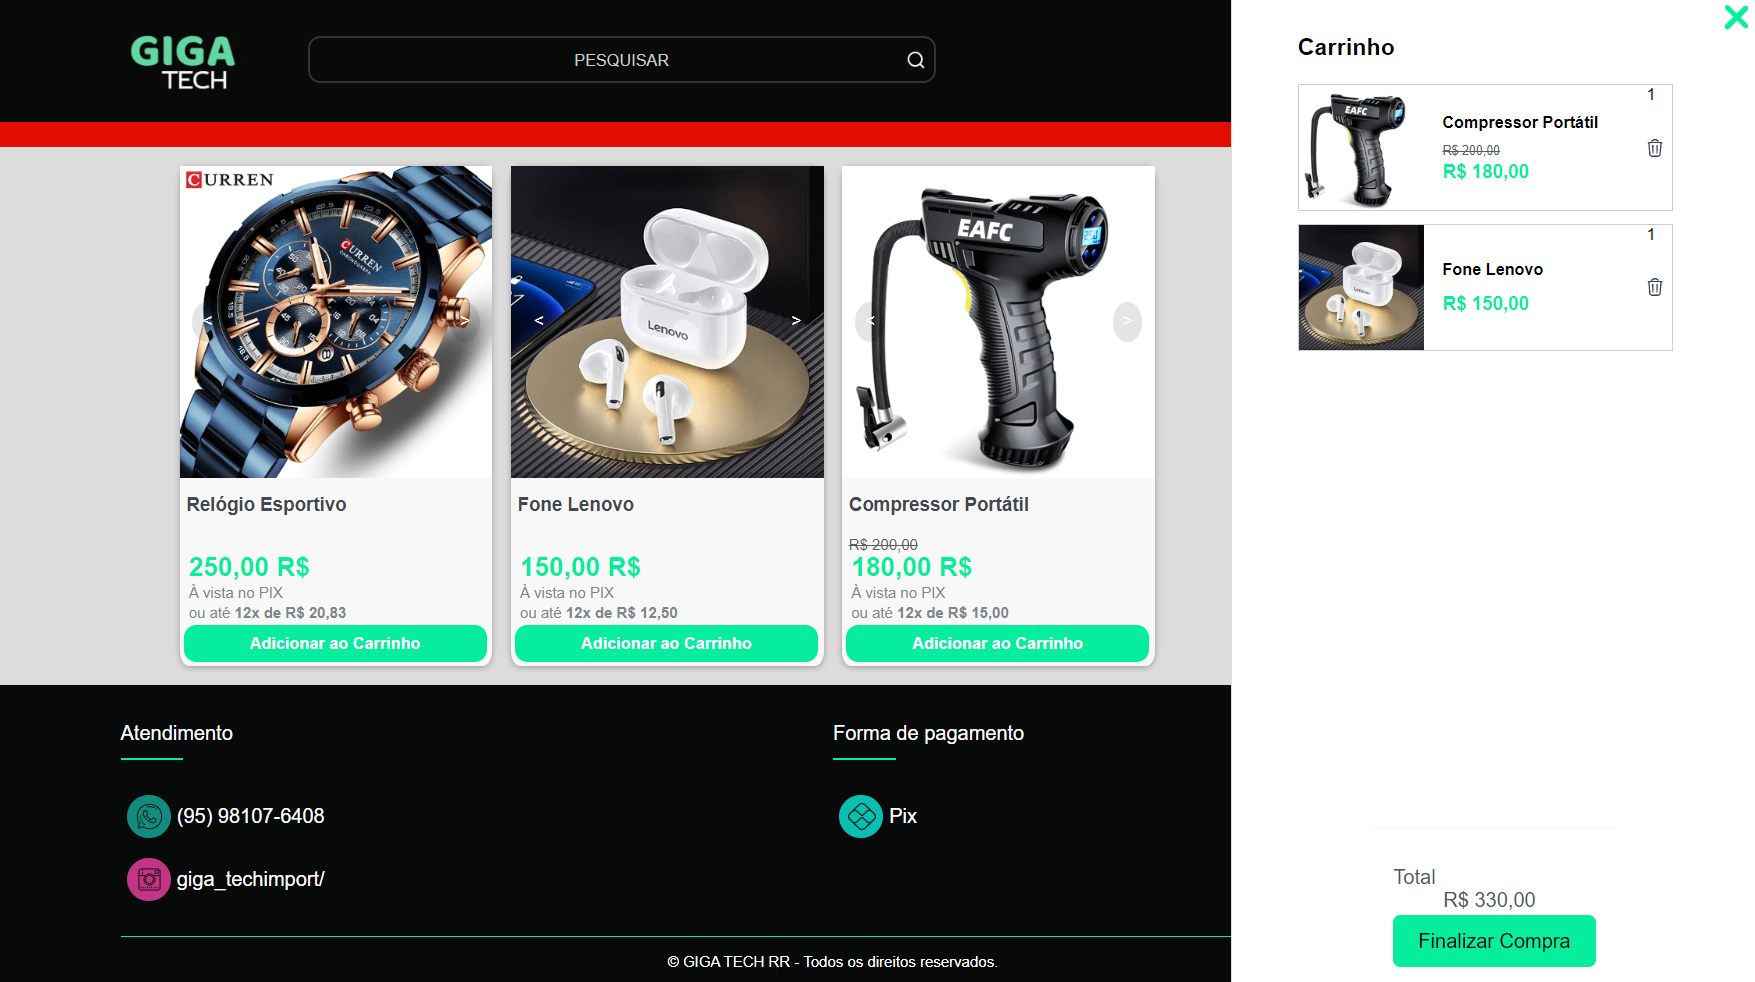 GIGA
TECH
PESQUISAR
CURREN
CURREN
CHRONOGRAPH
<
>
Lenovo
<
>
EAFC
<
>
Relógio Esportivo
250,00 R$
À vista no PIX
ou até 12x de R$ 20,83
Adicionar ao Carrinho
Fone Lenovo
150,00 R$
À vista no PIX
ou até 12x de R$ 12,50
Adicionar ao Carrinho
Compressor Portátil
R$ 200,00
180,00 R$
À vista no PIX
ou até 12x de R$ 15,00
Adicionar ao Carrinho
Atendimento
(95) 98107-6408
giga_techimport/
Forma de pagamento
Pix
© GIGA TECH RR - Todos os direitos reservados.
Carrinho
EAFC
1
Compressor Portátil
R$ 200,00
R$ 180,00
Lenovo
1
Fone Lenovo
R$ 150,00
Total
R$ 330,00
Finalizar Compra